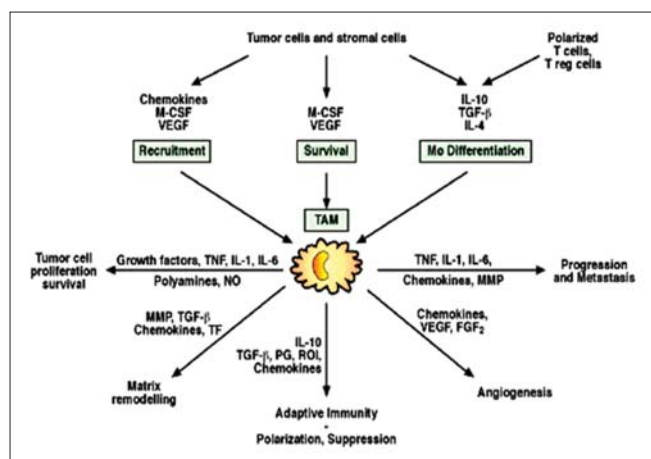 Tumor cells and stromal cells
Polarized
T cells,
T reg cells
Chemokines
M-CSF
VEGF
M-CSF
VEGF
IL-10
TGF-β
IL-4
Recruitment
Survival
Mo Differentiation
TAM
Tumor cell
proliferation
survival
Growth factors, TNF, IL-1, IL-6
Polyamines, NO
TNF, IL-1, IL-6,
Chemokines, MMP
Progression
and Metastasis
MMP, TGF-β
Chemokines, TF
IL-10
TGF-β, PG, ROI,
Chemokines
Chemokines,
VEGF, FGF2
Matrix
remodelling
Adaptive Immunity
-
Polarization, Suppression
Angiogenesis